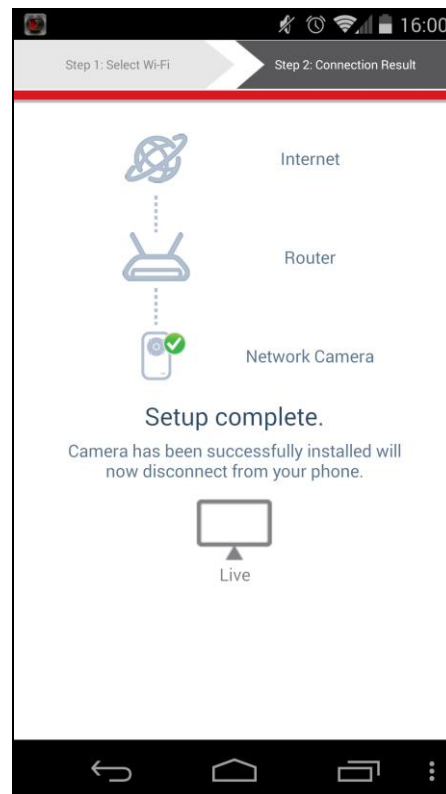 16:00
Step 1: Select Wi-Fi
Step 2: Connection Result
Internet
Router
Network Camera
Setup complete.
Camera has been successfully installed will
now disconnect from your phone.
Live